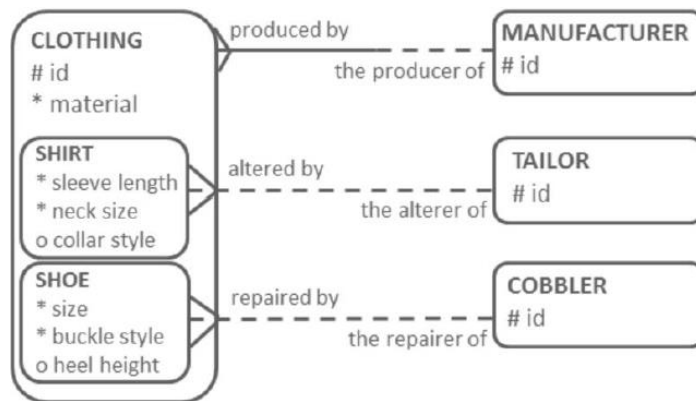 CLOTHING
# id
* material
SHIRT
* sleeve length
* neck size
o collar style
SHOE
* size
* buckle style
o heel height
produced by
the producer of
altered by
the alterer of
repaired by
the repairer of
MANUFACTURER
# id
TAILOR
# id
COBBLER
# id